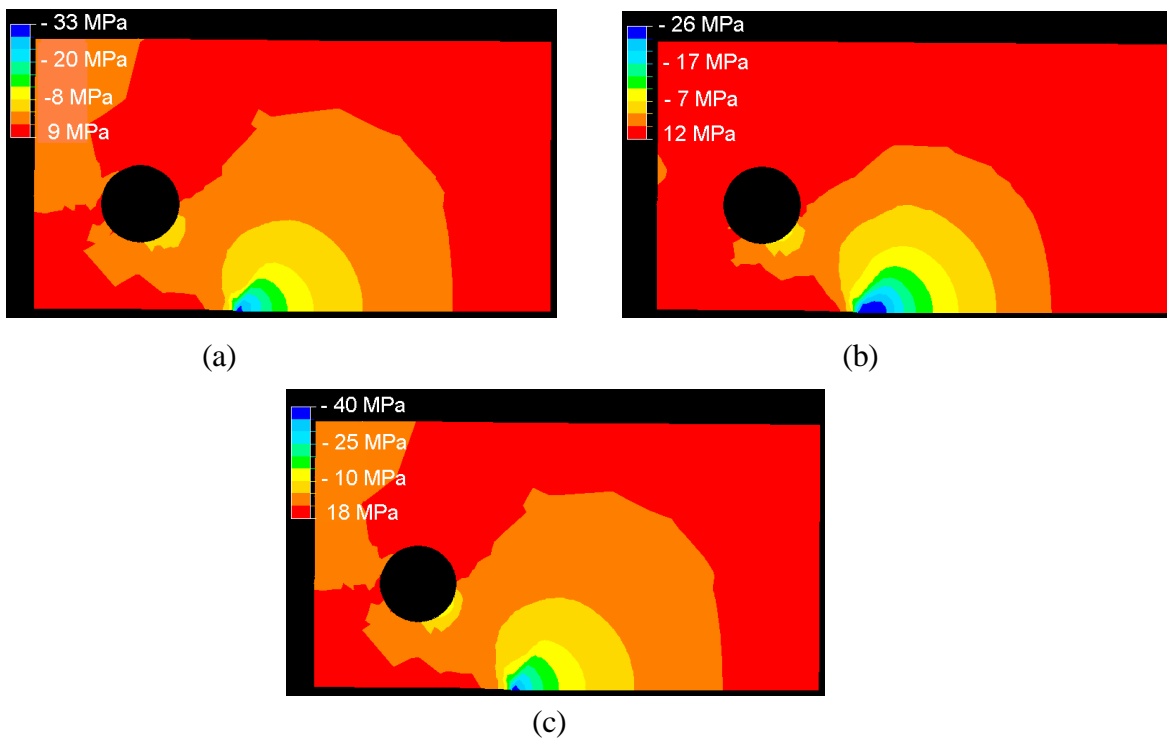 - 33 MPa
- 20 MPa
-8 MPa
9 MPa
(a)
- 26 MPa
- 17 MPa
- 7 MPa
12 MPa
(b)
- 40 MPa
- 25 MPa
- 10 MPa
18 MPa
(c)